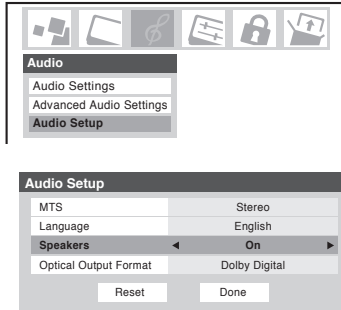 Audio
Audio Settings
Advanced Audio Settings
Audio Setup
Audio Setup
MTS Stereo
Language English
Speakers ◀ On ▶
Optical Output Format Dolby Digital
Reset Done